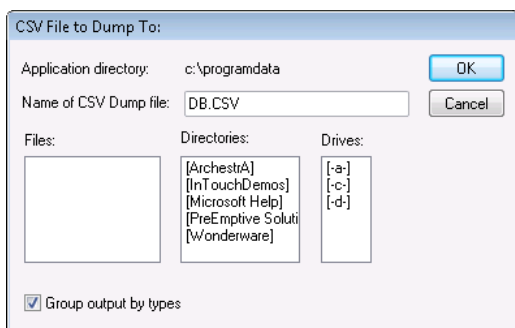 CSV File to Dump To:
Application directory: c:\programdata
OK
Name of CSV Dump file: DB.CSV
Cancel
Files:
Directories:
Drives:
[ArchestrA]
[InTouchDemos]
[Microsoft Help]
[PreEmptive Soluti
[Wonderware]
[-a-]
[-c-]
[-d-]
Group output by types